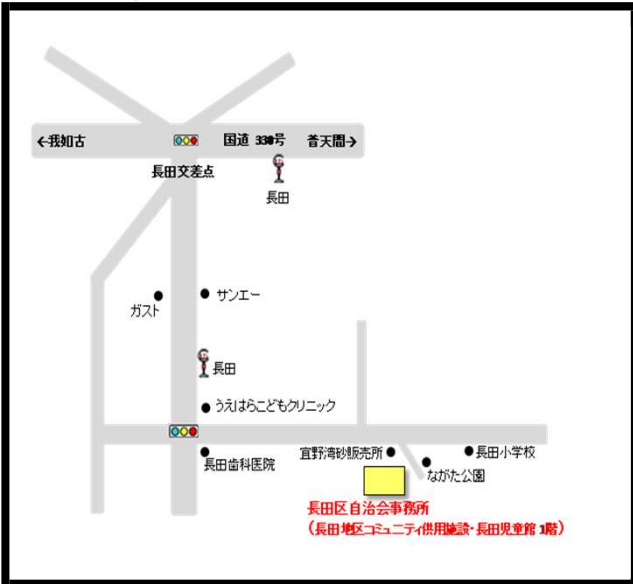 ←我如古
国道 330号
普天間→
長田交差点
長田
サンエー
ガスト
長田
うえはらこどもクリニック
長田歯科医院
宜野湾砂販売所
長田小学校
ながた公園
長田区自治会事務所
（長田地区コミュニティ供用施設・長田児童館 1階）